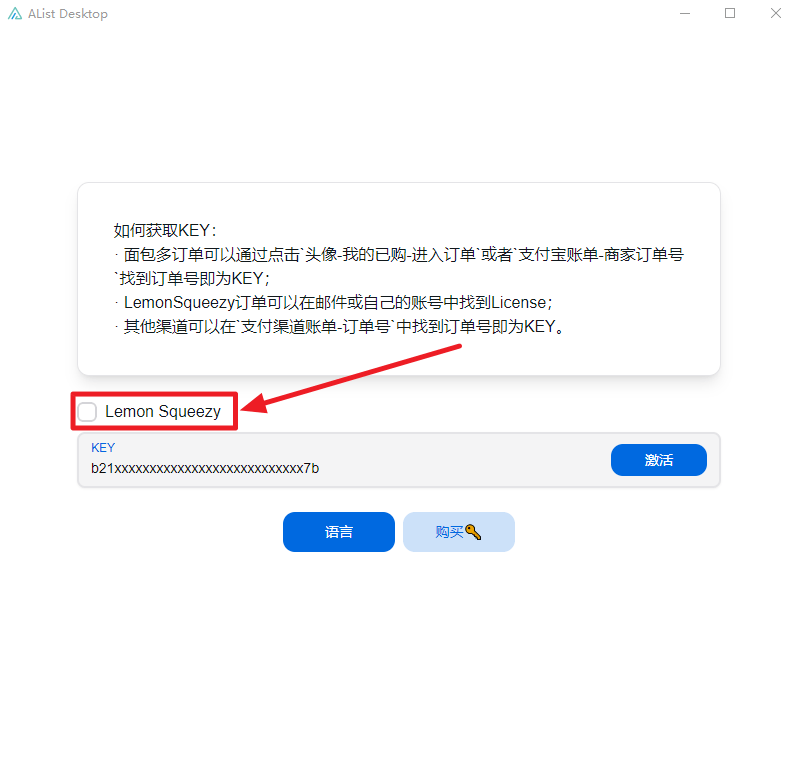 AList Desktop
如何获取KEY：
· 面包多订单可以通过点击`头像-我的已购-进入订单`或者`支付宝账单-商家订单号
`找到订单号即为KEY；
· LemonSqueezy订单可以在邮件或自己的账号中找到License；
· 其他渠道可以在`支付渠道账单-订单号`中找到订单号即为KEY。
Lemon Squeezy
KEY
b21xxxxxxxxxxxxxxxxxxxxxxxxxxx7b
激活
语言
购买🔑